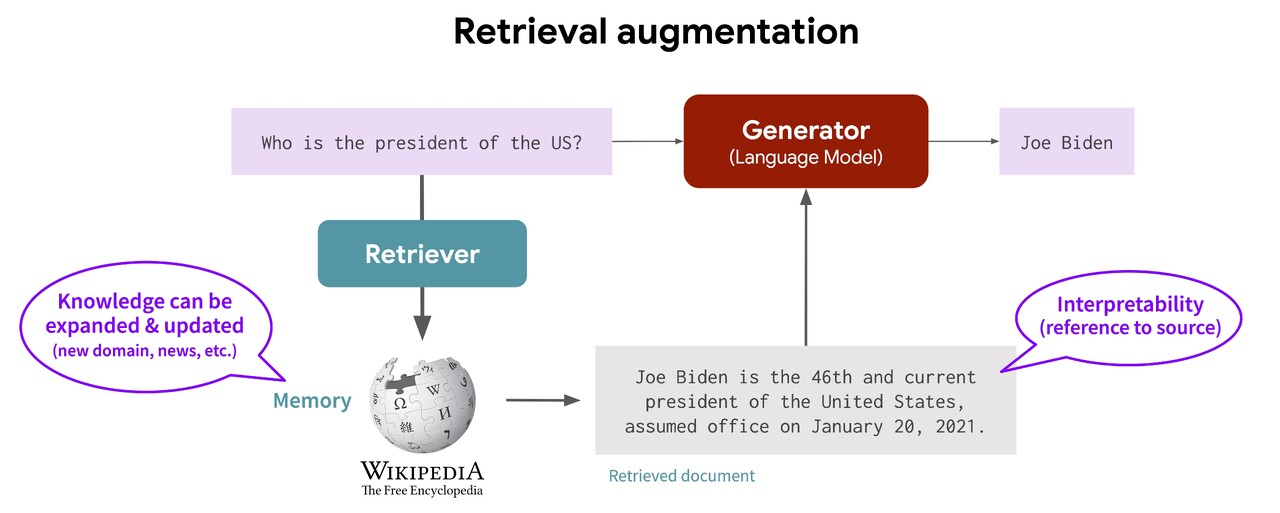 Retrieval augmentation
Who is the president of the US?
Generator
(Language Model)
Joe Biden
Retriever
Knowledge can be
expanded & updated
(new domain, news, etc.)
Interpretability
(reference to source)
Memory
Ω
W
И
維
WIKIPEDIA
The Free Encyclopedia
Joe Biden is the 46th and current
president of the United States,
assumed office on January 20, 2021.
Retrieved document